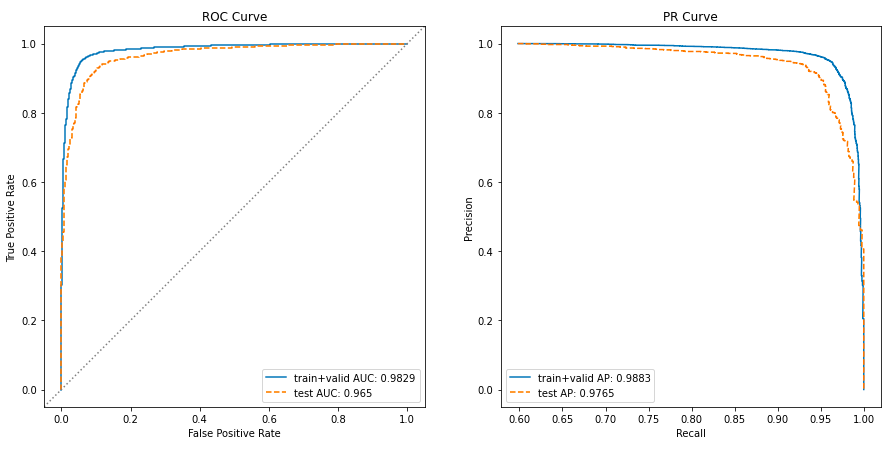 ROC Curve
True Positive Rate
1.0
0.8
0.6
0.4
0.2
0.0
0.0 0.2 0.4 0.6 0.8 1.0
False Positive Rate
train+valid AUC: 0.9829
test AUC: 0.965
PR Curve
Precision
1.0
0.8
0.6
0.4
0.2
0.0
0.60 0.65 0.70 0.75 0.80 0.85 0.90 0.95 1.00
Recall
train+valid AP: 0.9883
test AP: 0.9765